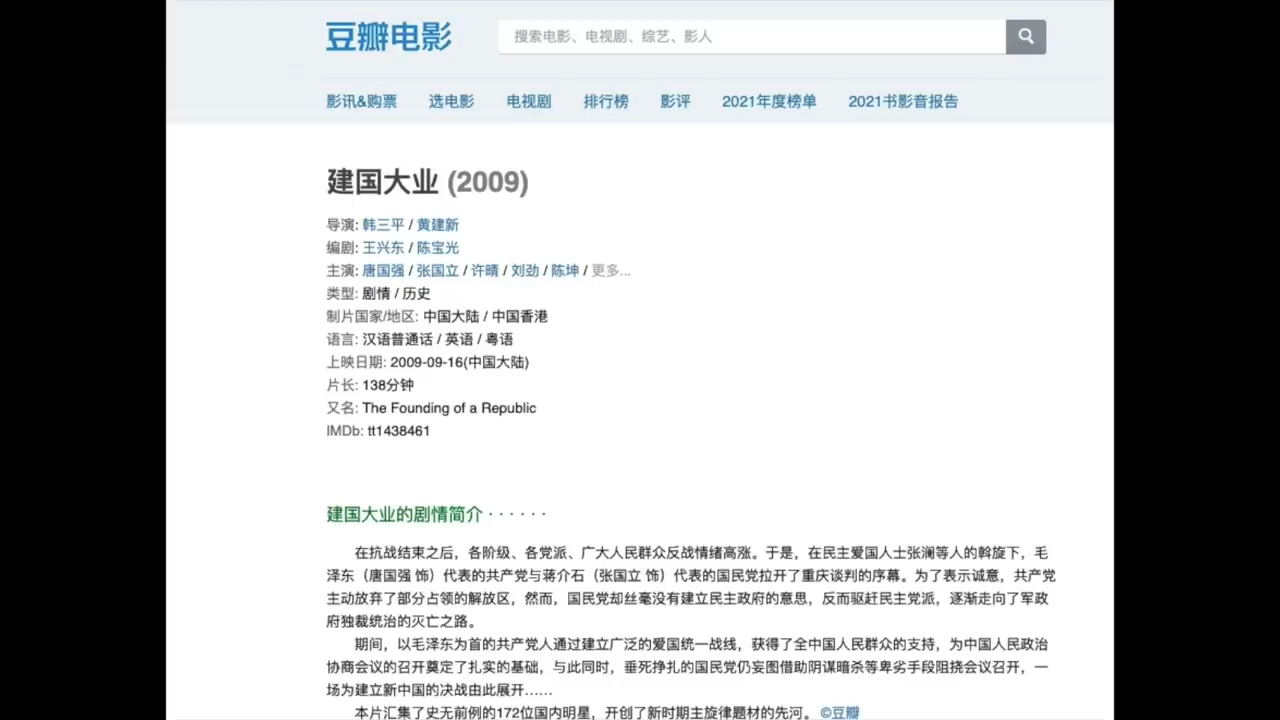 豆瓣电影
搜索电影、电视剧、综艺、影人
影讯&购票 选电影 电视剧 排行榜 影评 2021年度榜单 2021书影音报告
建国大业 (2009)
导演: 韩三平 / 黄建新
编剧: 王兴东 / 陈宝光
主演: 唐国强 / 张国立 / 许晴 / 刘劲 / 陈坤 / 更多...
类型: 剧情 / 历史
制片国家/地区: 中国大陆 / 中国香港
语言: 汉语普通话 / 英语 / 粤语
上映日期: 2009-09-16(中国大陆)
片长: 138分钟
又名: The Founding of a Republic
IMDb: tt1438461
建国大业的剧情简介 · · · · · ·
在抗战结束之后，各阶级、各党派、广大人民群众反战情绪高涨。于是，在民主爱国人士张澜等人的斡旋下，毛
泽东（唐国强 饰）代表的共产党与蒋介石（张国立 饰）代表的国民党拉开了重庆谈判的序幕。为了表示诚意，共产党
主动放弃了部分占领的解放区，然而，国民党却丝毫没有建立民主政府的意思，反而驱赶民主党派，逐渐走向了军政
府独裁统治的灭亡之路。
期间，以毛泽东为首的共产党人通过建立广泛的爱国统一战线，获得了全中国人民群众的支持，为中国人民政治
协商会议的召开奠定了扎实的基础，与此同时，垂死挣扎的国民党仍妄图借助阴谋暗杀等卑劣手段阻挠会议召开，一
场为建立新中国的决战由此展开……
本片汇集了史无前例的172位国内明星，开创了新时期主旋律题材的先河。 ©豆瓣